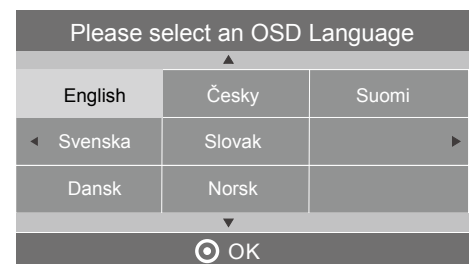 Please select an OSD Language
English Česky Suomi
Svenska Slovak
Dansk Norsk
OK